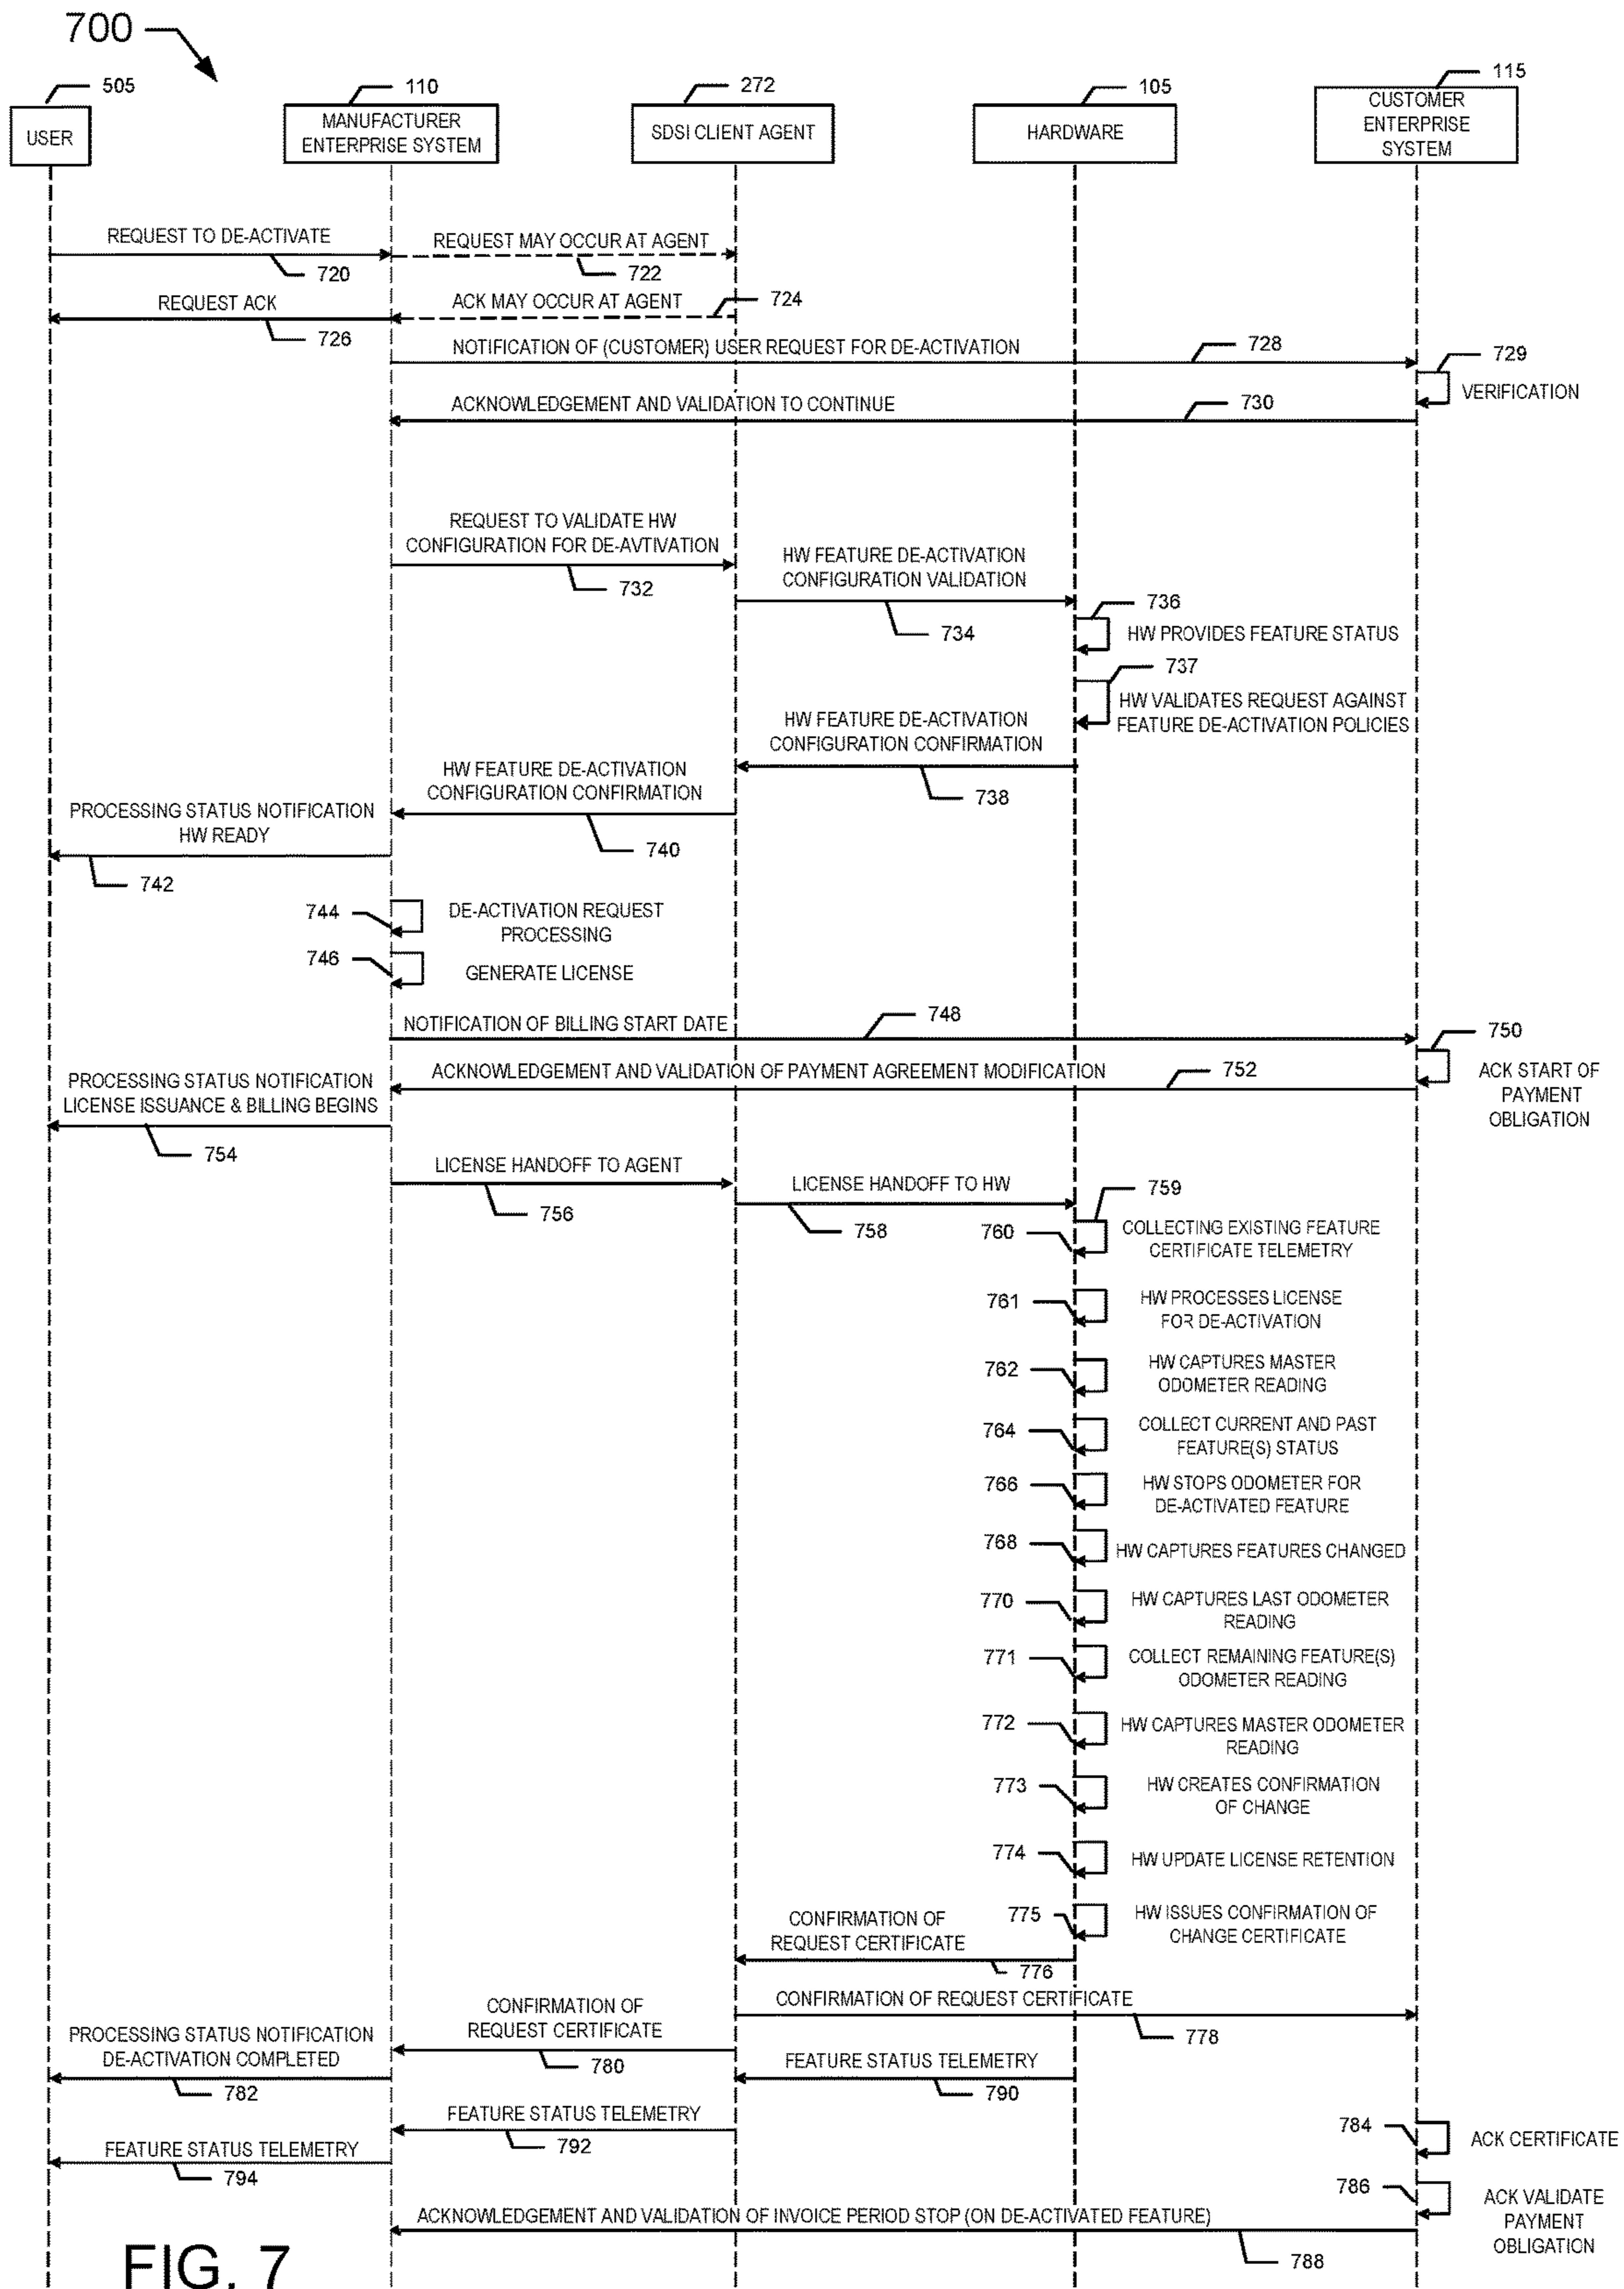 700
505
110
272
105
115
USER
MANUFACTURER
ENTERPRISE SYSTEM
SDSI CLIENT AGENT
HARDWARE
CUSTOMER
ENTERPRISE
SYSTEM
REQUEST TO DE-ACTIVATE
720
REQUEST MAY OCCUR AT AGENT
722
REQUEST ACK
726
ACK MAY OCCUR AT AGENT
724
NOTIFICATION OF (CUSTOMER) USER REQUEST FOR DE-ACTIVATION
728
729
VERIFICATION
ACKNOWLEDGEMENT AND VALIDATION TO CONTINUE
730
REQUEST TO VALIDATE HW
CONFIGURATION FOR DE-AVTIVATION
732
HW FEATURE DE-ACTIVATION
CONFIGURATION VALIDATION
734
736
HW PROVIDES FEATURE STATUS
737
HW VALIDATES REQUEST AGAINST
FEATURE DE-ACTIVATION POLICIES
HW FEATURE DE-ACTIVATION
CONFIGURATION CONFIRMATION
738
HW FEATURE DE-ACTIVATION
CONFIGURATION CONFIRMATION
740
PROCESSING STATUS NOTIFICATION
HW READY
742
744
DE-ACTIVATION REQUEST
PROCESSING
746
GENERATE LICENSE
NOTIFICATION OF BILLING START DATE
748
750
ACK START OF
PAYMENT
OBLIGATION
ACKNOWLEDGEMENT AND VALIDATION OF PAYMENT AGREEMENT MODIFICATION
752
PROCESSING STATUS NOTIFICATION
LICENSE ISSUANCE & BILLING BEGINS
754
LICENSE HANDOFF TO AGENT
756
LICENSE HANDOFF TO HW
758
759
760
COLLECTING EXISTING FEATURE
CERTIFICATE TELEMETRY
761
HW PROCESSES LICENSE
FOR DE-ACTIVATION
762
HW CAPTURES MASTER
ODOMETER READING
764
COLLECT CURRENT AND PAST
FEATURE(S) STATUS
766
HW STOPS ODOMETER FOR
DE-ACTIVATED FEATURE
768
HW CAPTURES FEATURES CHANGED
770
HW CAPTURES LAST ODOMETER
READING
771
COLLECT REMAINING FEATURE(S)
ODOMETER READING
772
HW CAPTURES MASTER ODOMETER
READING
773
HW CREATES CONFIRMATION
OF CHANGE
774
HW UPDATE LICENSE RETENTION
775
HW ISSUES CONFIRMATION OF
CHANGE CERTIFICATE
CONFIRMATION OF
REQUEST CERTIFICATE
776
CONFIRMATION OF REQUEST CERTIFICATE
778
CONFIRMATION OF
REQUEST CERTIFICATE
780
PROCESSING STATUS NOTIFICATION
DE-ACTIVATION COMPLETED
782
FEATURE STATUS TELEMETRY
790
FEATURE STATUS TELEMETRY
792
FEATURE STATUS TELEMETRY
794
784
ACK CERTIFICATE
786
ACK VALIDATE
PAYMENT
OBLIGATION
ACKNOWLEDGEMENT AND VALIDATION OF INVOICE PERIOD STOP (ON DE-ACTIVATED FEATURE)
788
FIG. 7